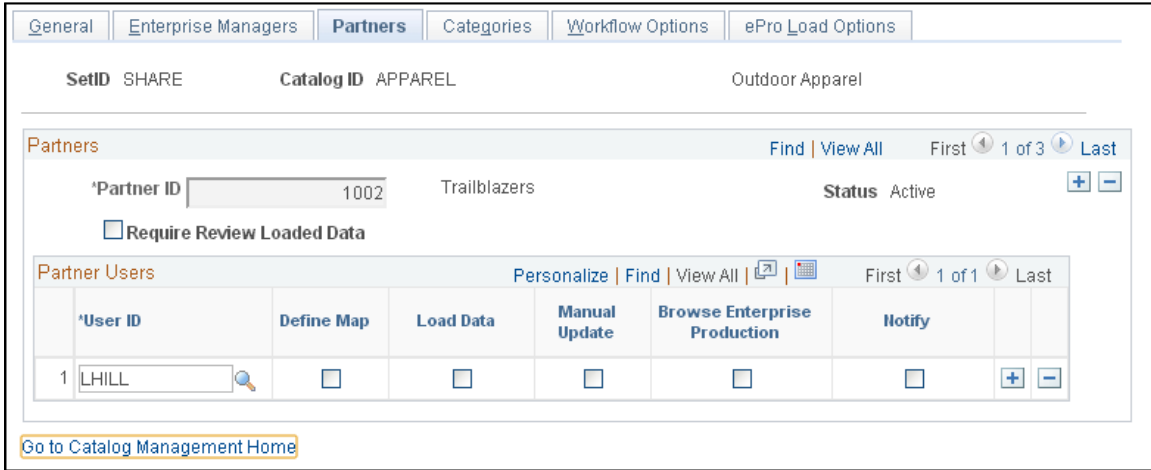 General Enterprise Managers Partners Categories Workflow Options ePro Load Options
SetID SHARE Catalog ID APPAREL Outdoor Apparel
Partners Find | View All First 1 of 3 Last
*Partner ID 1002 Trailblazers Status Active
Require Review Loaded Data
Partner Users Personalize | Find | View All | | First 1 of 1 Last
*User ID Define Map Load Data Manual Update Browse Enterprise Production Notify
1 LHILL
Go to Catalog Management Home